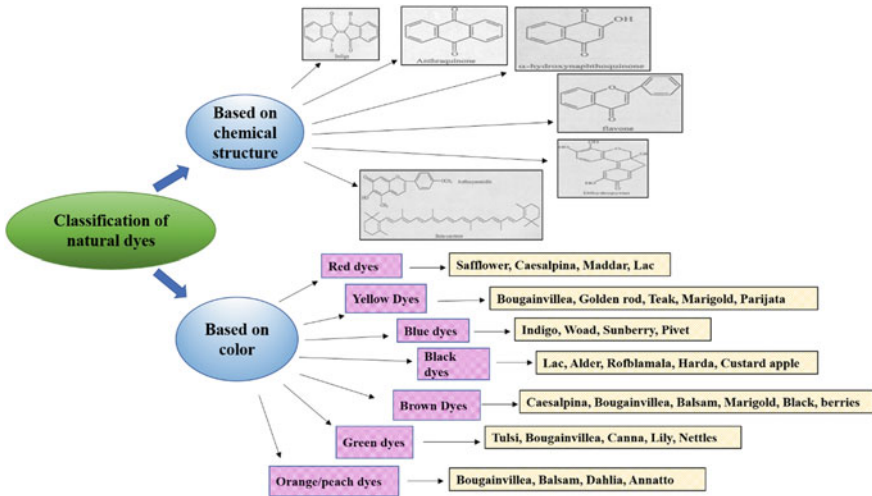 Indigo
Anthraquinone
OH
α-hydroxynaphthoquinone
flavone
Based on
chemical
structure
Classification of
natural dyes
Based on
color
Red dyes
Safflower, Caesalpina, Maddar, Lac
Yellow Dyes
Bougainvillea, Golden rod, Teak, Marigold, Parijata
Blue dyes
Indigo, Woad, Sunberry, Pivet
Black
dyes
Lac, Alder, Rofblamala, Harda, Custard apple
Brown Dyes
Caesalpina, Bougainvillea, Balsam, Marigold, Black, berries
Green dyes
Tulsi, Bougainvillea, Canna, Lily, Nettles
Orange/peach dyes
Bougainvillea, Balsam, Dahlia, Annatto